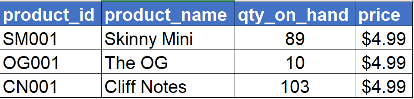 product_id product_name qty_on_hand price
SM001 Skinny Mini 89 $4.99
OG001 The OG 10 $4.99
CN001 Cliff Notes 103 $4.99